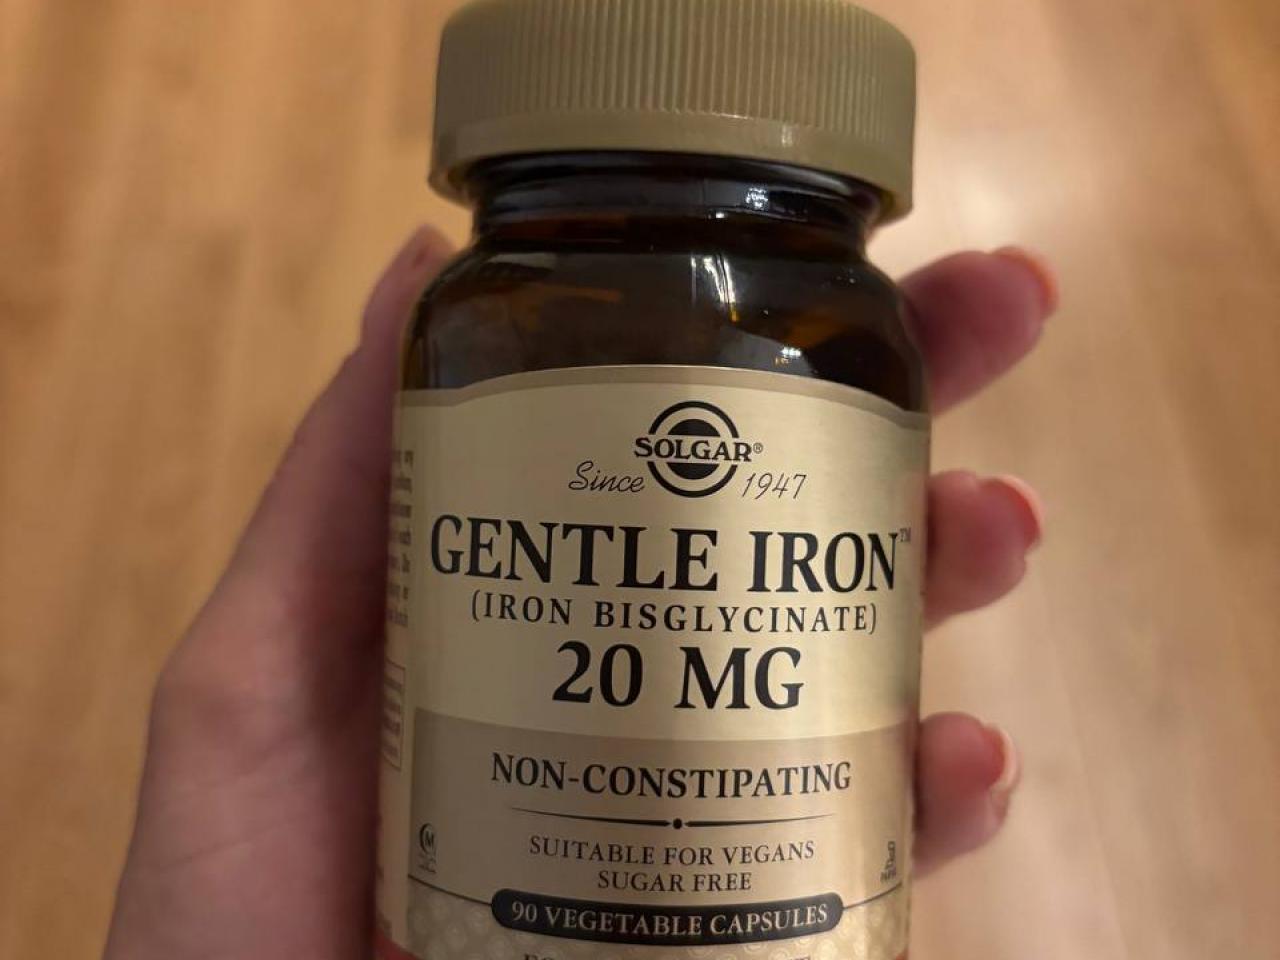 SOLGAR®
Since 1947
GENTLE IRON™
(IRON BISGLYCINATE)
20 MG
NON-CONSTIPATING
SUITABLE FOR VEGANS
SUGAR FREE
90 VEGETABLE CAPSULES